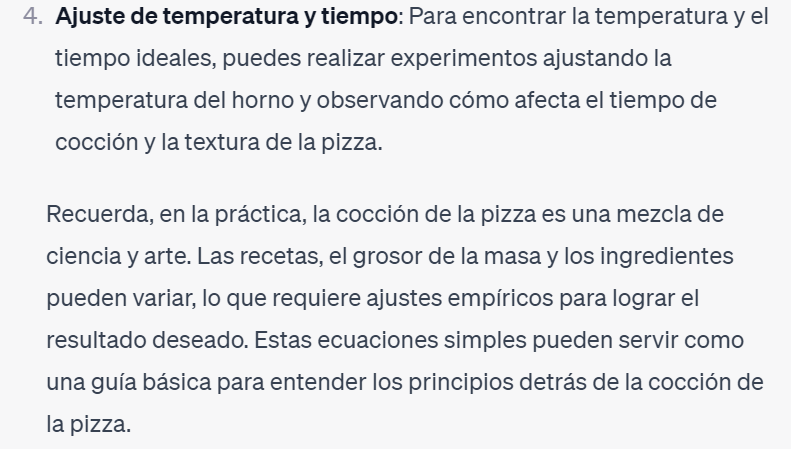 4. Ajuste de temperatura y tiempo: Para encontrar la temperatura y el
tiempo ideales, puedes realizar experimentos ajustando la
temperatura del horno y observando cómo afecta el tiempo de
cocción y la textura de la pizza.
Recuerda, en la práctica, la cocción de la pizza es una mezcla de
ciencia y arte. Las recetas, el grosor de la masa y los ingredientes
pueden variar, lo que requiere ajustes empíricos para lograr el
resultado deseado. Estas ecuaciones simples pueden servir como
una guía básica para entender los principios detrás de la cocción de
la pizza.